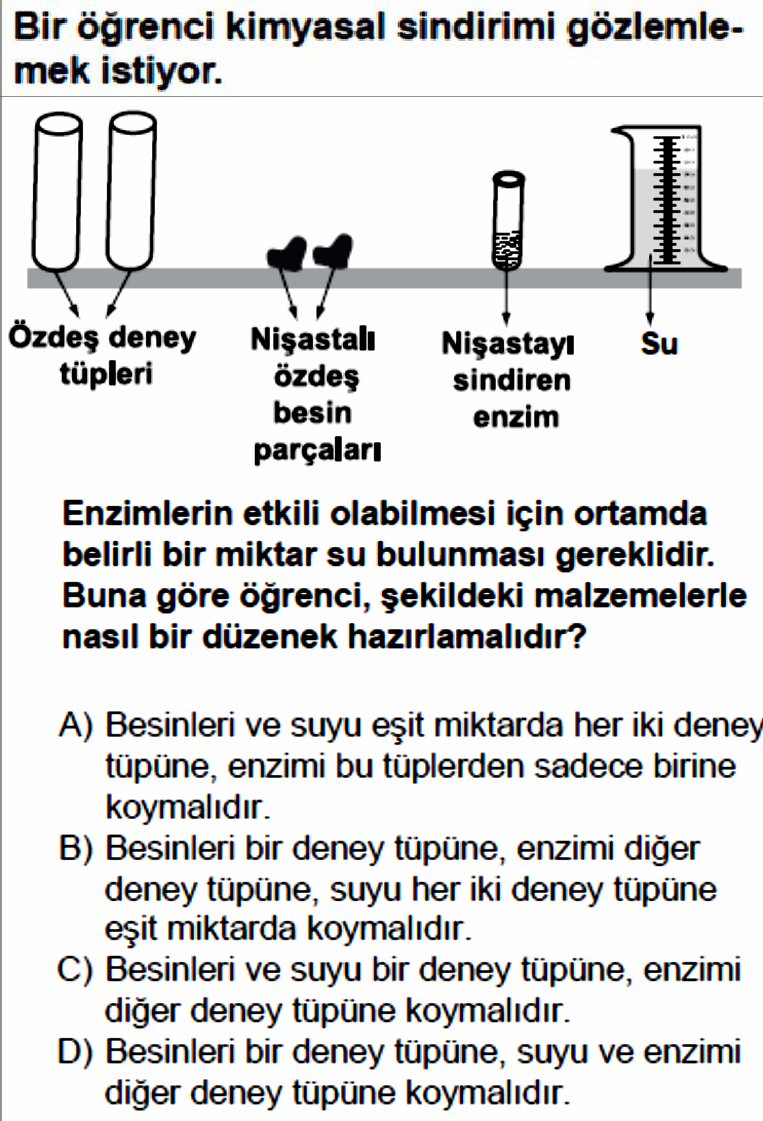 Bir öğrenci kimyasal sindirimi gözlemle-
mek istiyor.
Özdeş deney
tüpleri
Nişastalı
özdeş
besin
parçaları
Nişastayı
sindiren
enzim
Su
Enzimlerin etkili olabilmesi için ortamda
belirli bir miktar su bulunması gereklidir.
Buna göre öğrenci, şekildeki malzemelerle
nasıl bir düzenek hazırlamalıdır?
A) Besinleri ve suyu eşit miktarda her iki deney
tüpüne, enzimi bu tüplerden sadece birine
koymalıdır.
B) Besinleri bir deney tüpüne, enzimi diğer
deney tüpüne, suyu her iki deney tüpüne
eşit miktarda koymalıdır.
C) Besinleri ve suyu bir deney tüpüne, enzimi
diğer deney tüpüne koymalıdır.
D) Besinleri bir deney tüpüne, suyu ve enzimi
diğer deney tüpüne koymalıdır.